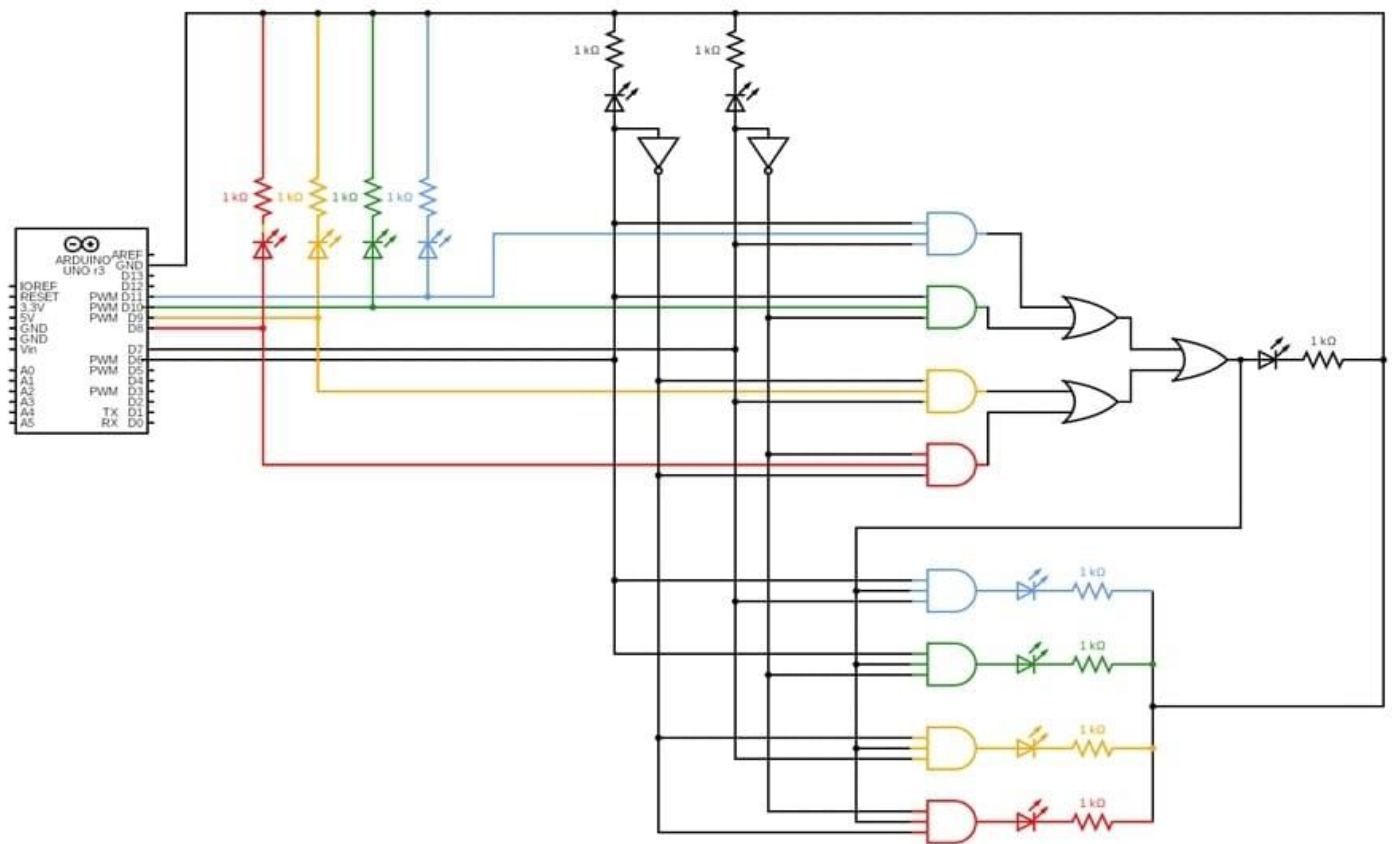 1 kΩ
1 kΩ
1 kΩ
1 kΩ
1 kΩ
1 kΩ
ARDUINO
UNO r3
IOREF
RESET
3.3V
5V
GND
GND
Vin
A0
A1
A2
A3
A4
A5
AREF
GND
D13
D12
PWM D11
PWM D10
PWM D9
D8
D7
PWM D6
PWM D5
D4
PWM D3
D2
TX D1
RX D0
1 kΩ
1 kΩ
1 kΩ
1 kΩ
1 kΩ